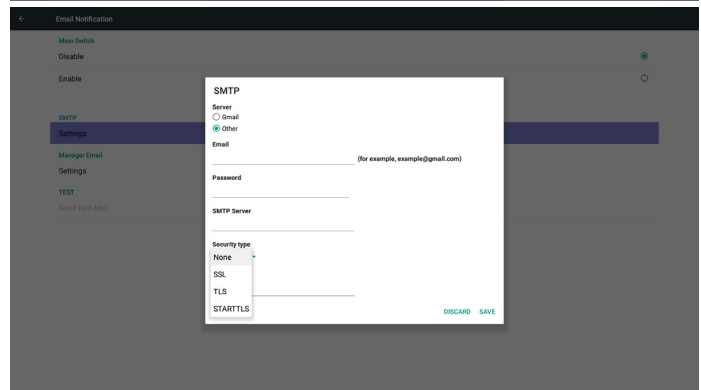 Email Notification
Main Switch
Disable
Enable
SMTP
Settings
Manager Email
Settings
TEST
Send Test Mail
SMTP
Server
Gmail
Other
Email
(for example, example@gmail.com)
Password
SMTP Server
Security type
None
SSL
TLS
STARTTLS
DISCARD SAVE